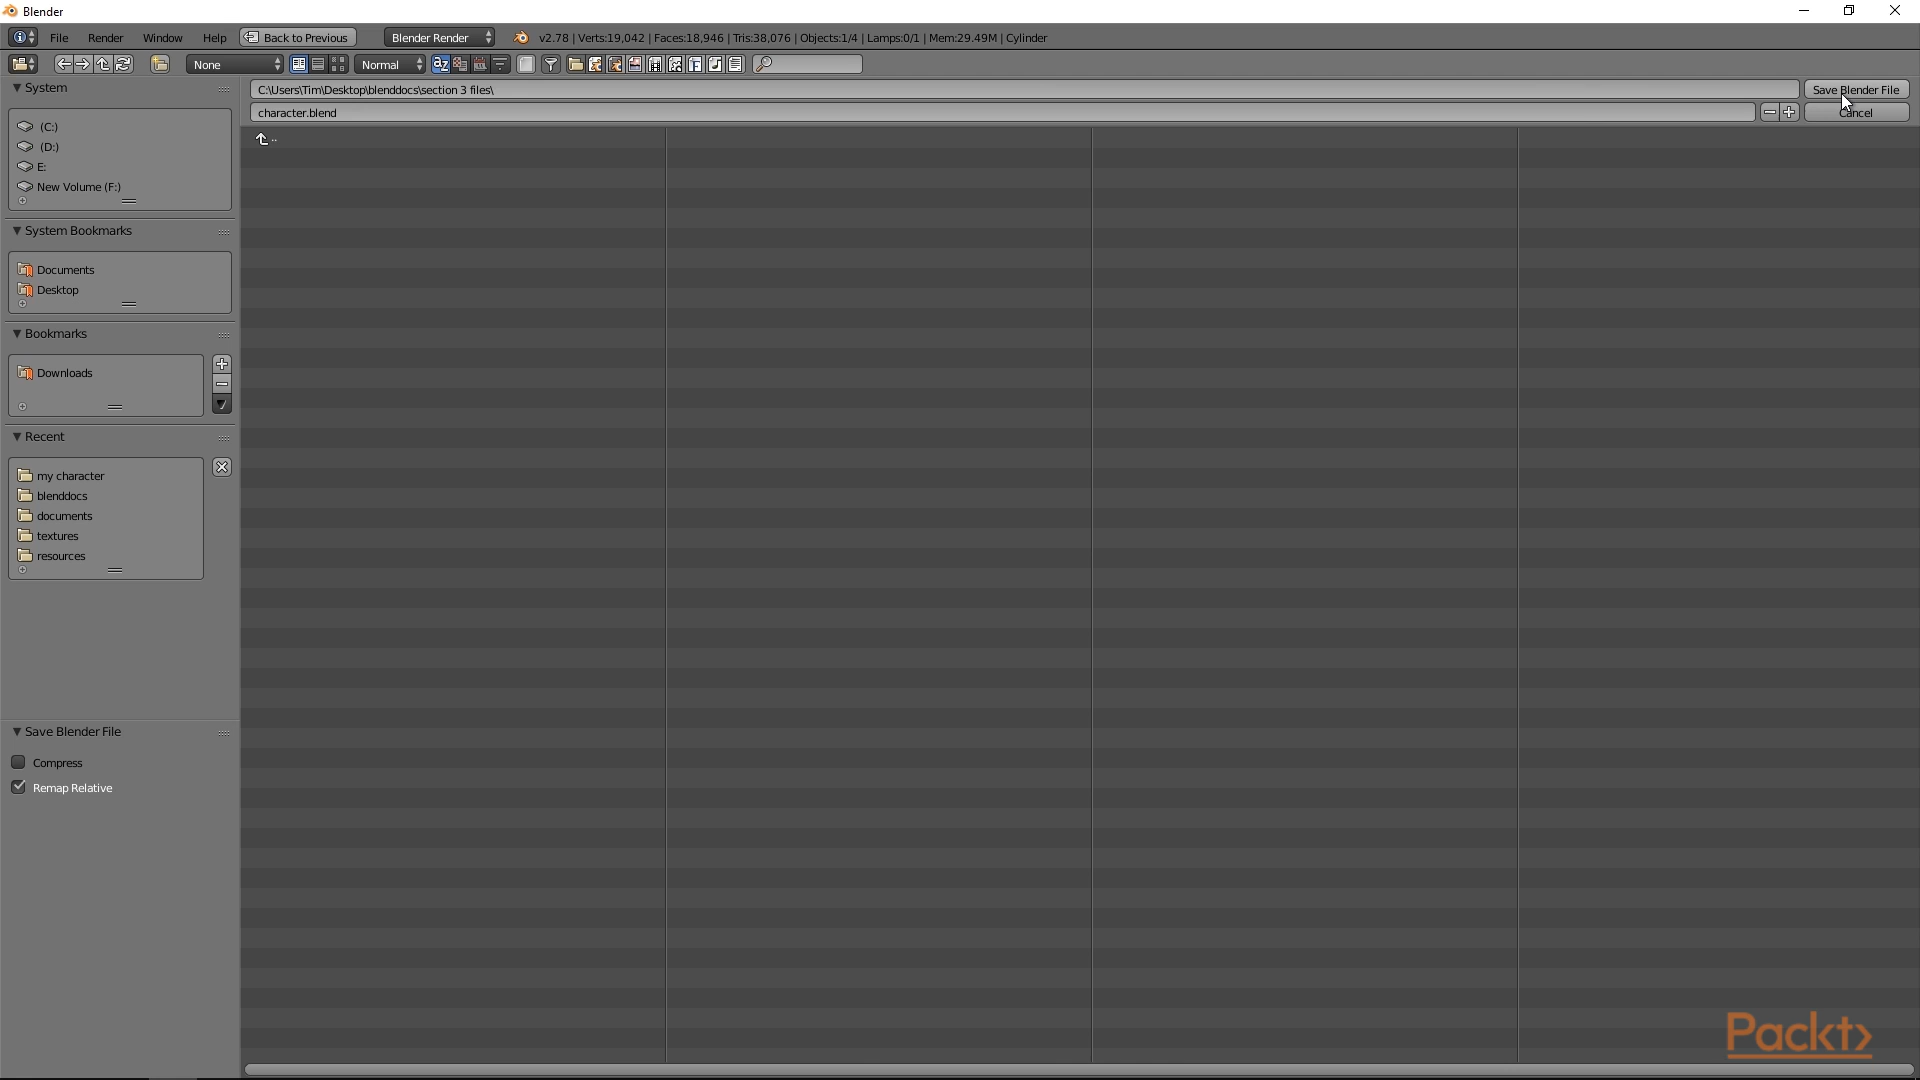 Blender
File Render Window Help Back to Previous Blender Render v2.78 | Verts:19,042 | Faces:18,946 | Tris:38,076 | Objects:1/4 | Lamps:0/1 | Mem:29.49M | Cylinder
None Normal
System
C:\Users\Tim\Desktop\blenddocs\section 3 files\
Save Blender File
character.blend
Cancel
..
(C:)
(D:)
E:
New Volume (F:)
System Bookmarks
Documents
Desktop
Bookmarks
Downloads
Recent
my character
blenddocs
documents
textures
resources
Save Blender File
Compress
Remap Relative
Packt>